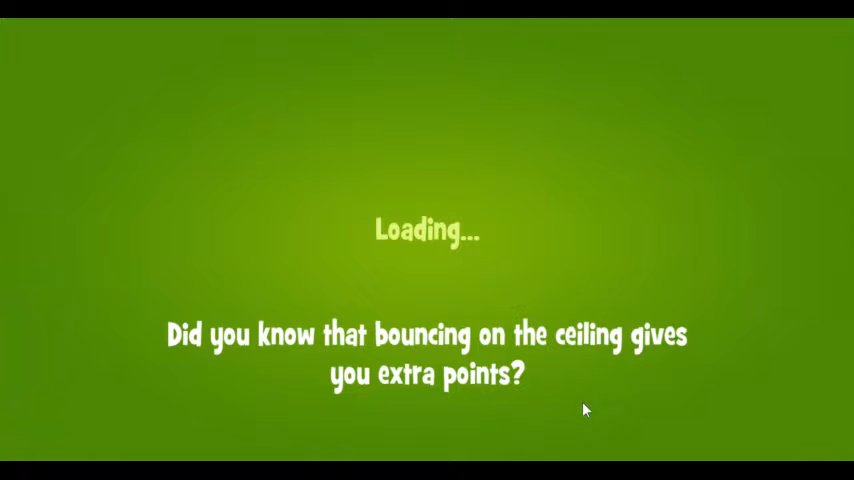 Loading...
Did you know that bouncing on the ceiling gives
you extra points?